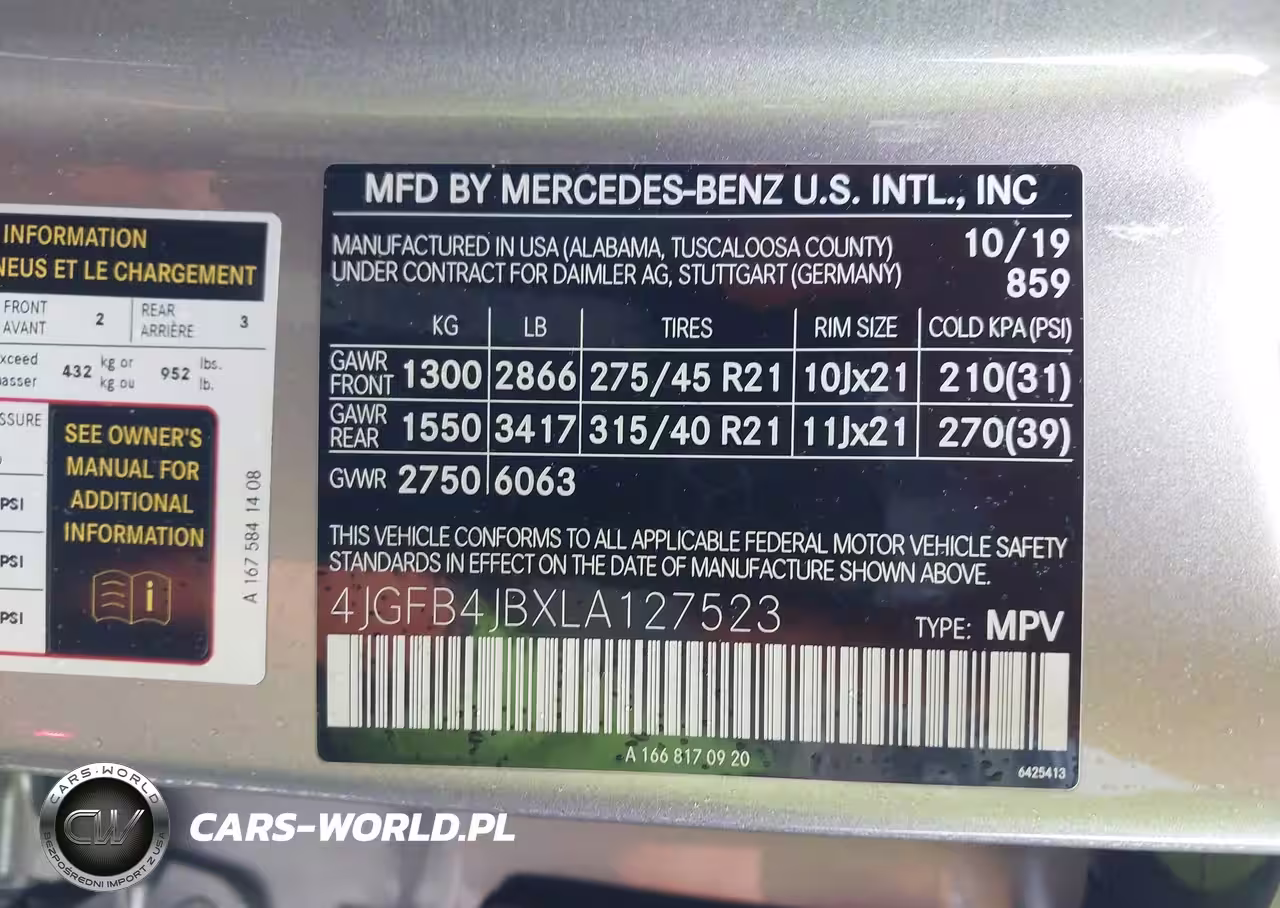 INFORMATION
NEUS ET LE CHARGEMENT
FRONT
AVANT
2
REAR
ARRIÈRE
3
432
kg or
kg ou
952
lbs.
lb.
SEE OWNER'S
MANUAL FOR
ADDITIONAL
INFORMATION
PSI
PSI
PSI
A 167 584 14 08
MFD BY MERCEDES-BENZ U.S. INTL., INC
MANUFACTURED IN USA (ALABAMA, TUSCALOOSA COUNTY) 10/19
UNDER CONTRACT FOR DAIMLER AG, STUTTGART (GERMANY) 859
KG LB TIRES RIM SIZE COLD KPA (PSI)
GAWR
FRONT 1300 2866 275/45 R21 10Jx21 210(31)
GAWR
REAR 1550 3417 315/40 R21 11Jx21 270(39)
GVWR 2750 6063
THIS VEHICLE CONFORMS TO ALL APPLICABLE FEDERAL MOTOR VEHICLE SAFETY
STANDARDS IN EFFECT ON THE DATE OF MANUFACTURE SHOWN ABOVE.
4JGFB4JBXLA127523 TYPE: MPV
A 166 817 09 20
6425413
CARS-WORLD
CW
BEZPOŚREDNI IMPORT Z USA
CARS-WORLD.PL